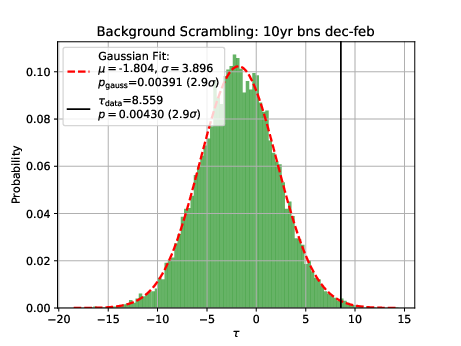 Background Scrambling: 10yr bns dec-feb
Gaussian Fit:
μ = -1.804, σ = 3.896
p_gauss=0.00391 (2.9σ)
τ_data=8.559
p = 0.00430 (2.9σ)
Probability
0.10
0.08
0.06
0.04
0.02
0.00
−20 −15 −10 −5 0 5 10 15
τ